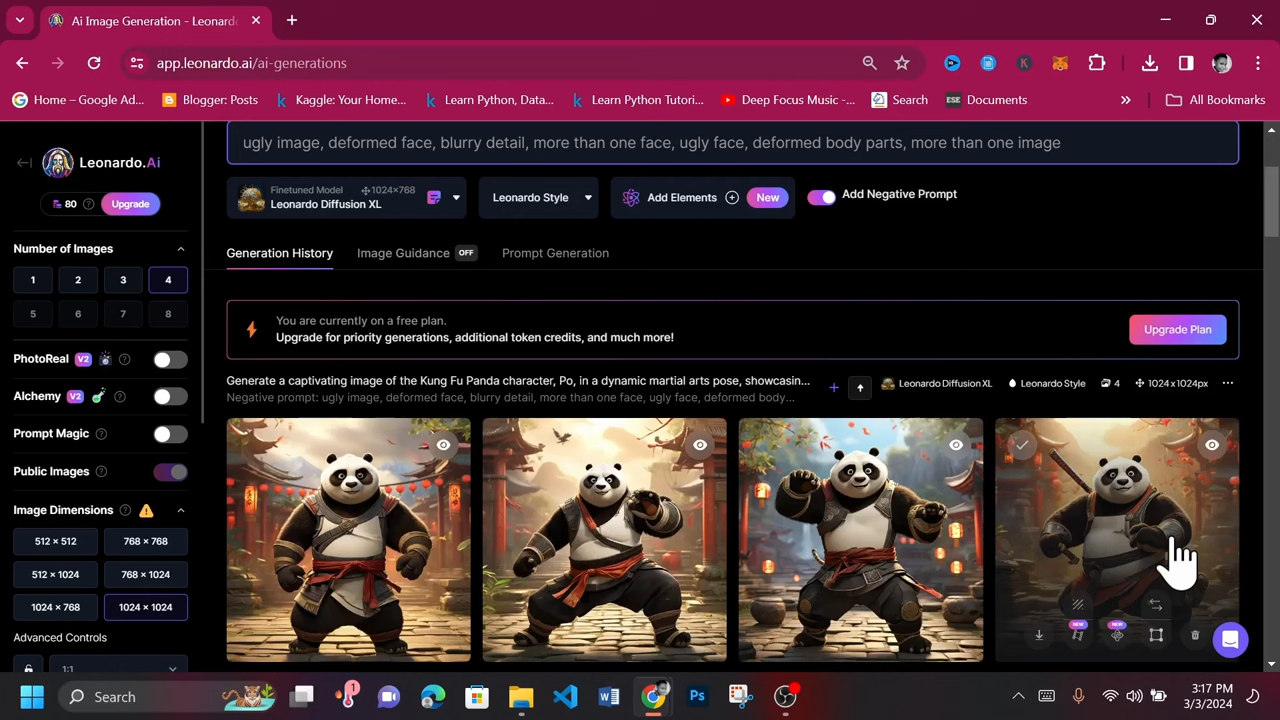 Ai Image Generation - Leonardo
app.leonardo.ai/ai-generations
Home – Google Ad...
Blogger: Posts
Kaggle: Your Home...
Learn Python, Data...
Learn Python Tutori...
Deep Focus Music -...
Search
ESE
Documents
All Bookmarks
Leonardo.Ai
ugly image, deformed face, blurry detail, more than one face, ugly face, deformed body parts, more than one image
80
Upgrade
Finetuned Model
1024×768
Leonardo Diffusion XL
Leonardo Style
Add Elements
New
Add Negative Prompt
Number of Images
1 2 3 4
5 6 7 8
Generation History
Image Guidance OFF
Prompt Generation
You are currently on a free plan.
Upgrade for priority generations, additional token credits, and much more!
Upgrade Plan
PhotoReal V2
Alchemy V2
Prompt Magic
Public Images
Image Dimensions
512 × 512
768 × 768
512 × 1024
768 × 1024
1024 × 768
1024 × 1024
Advanced Controls
1:1
Generate a captivating image of the Kung Fu Panda character, Po, in a dynamic martial arts pose, showcasin...
Negative prompt: ugly image, deformed face, blurry detail, more than one face, ugly face, deformed body...
Leonardo Diffusion XL
Leonardo Style
4
1024x1024px
NEW
NEW
Search
1
Ps
3:17 PM
3/3/2024